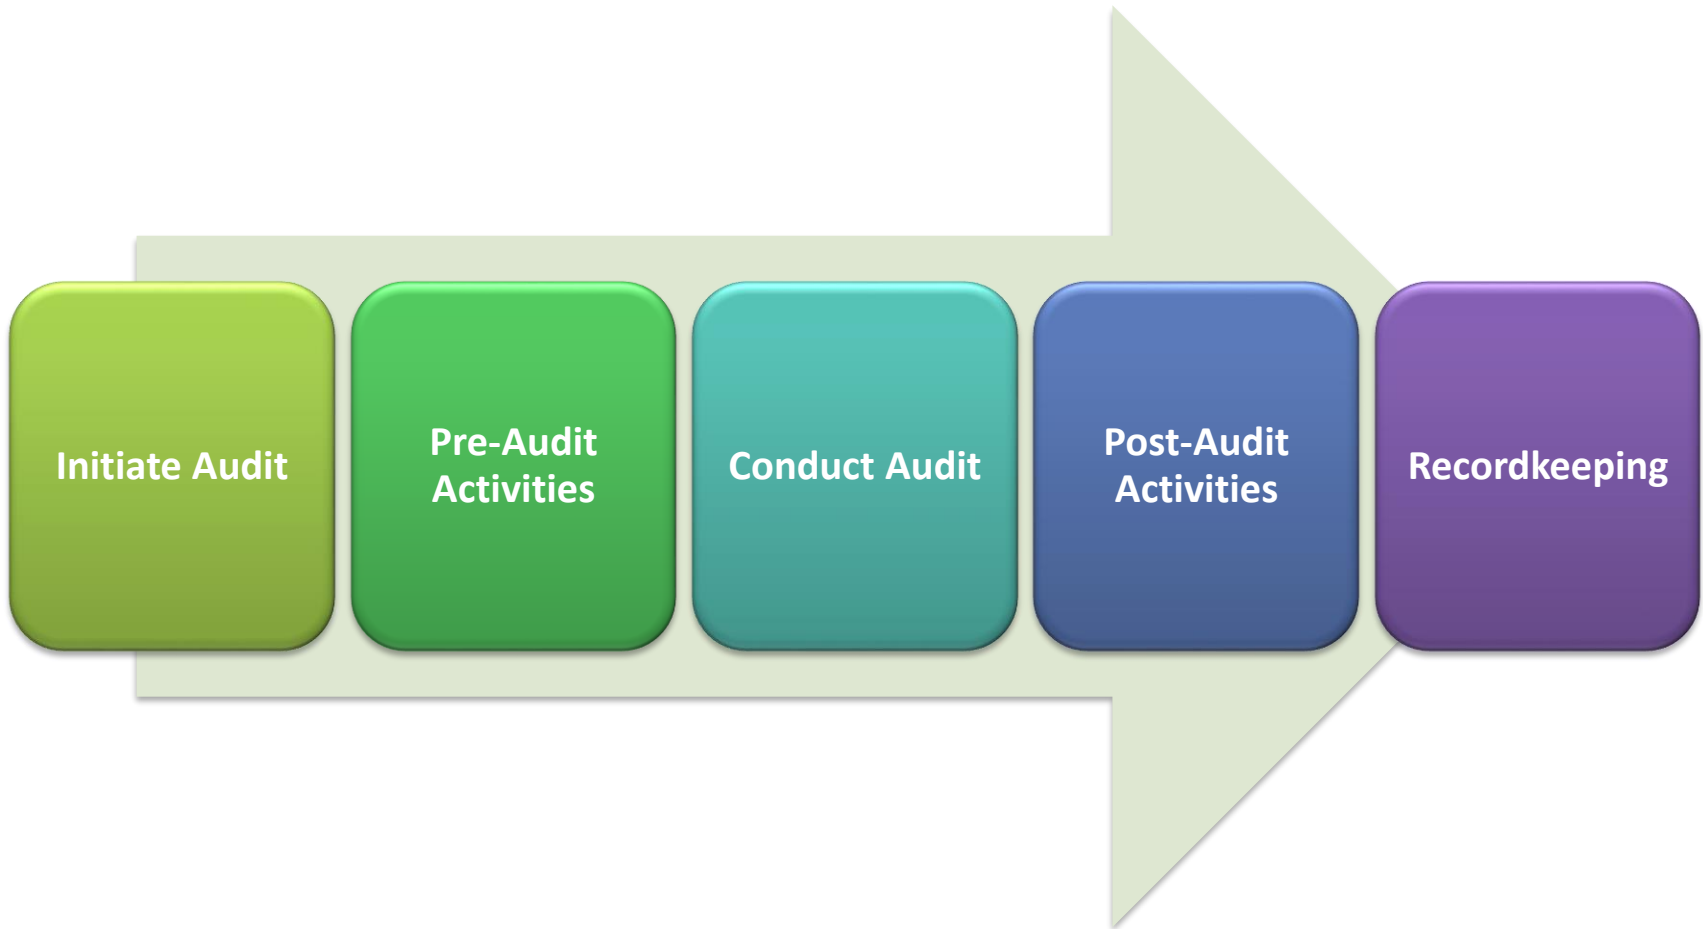 Initiate Audit
Pre-Audit
Activities
Conduct Audit
Post-Audit
Activities
Recordkeeping